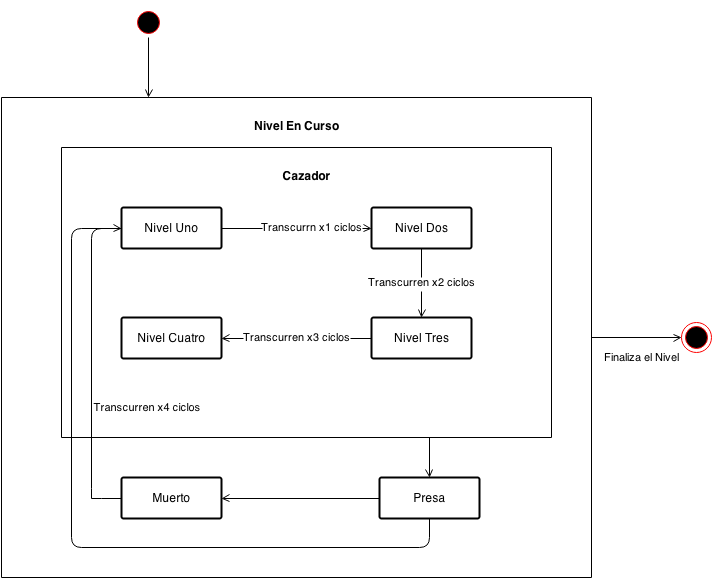 Nivel En Curso
Cazador
Nivel Uno
Transcurrn x1 ciclos
Nivel Dos
Transcurren x2 ciclos
Nivel Cuatro
Transcurren x3 ciclos
Nivel Tres
Finaliza el Nivel
Transcurren x4 ciclos
Muerto
Presa